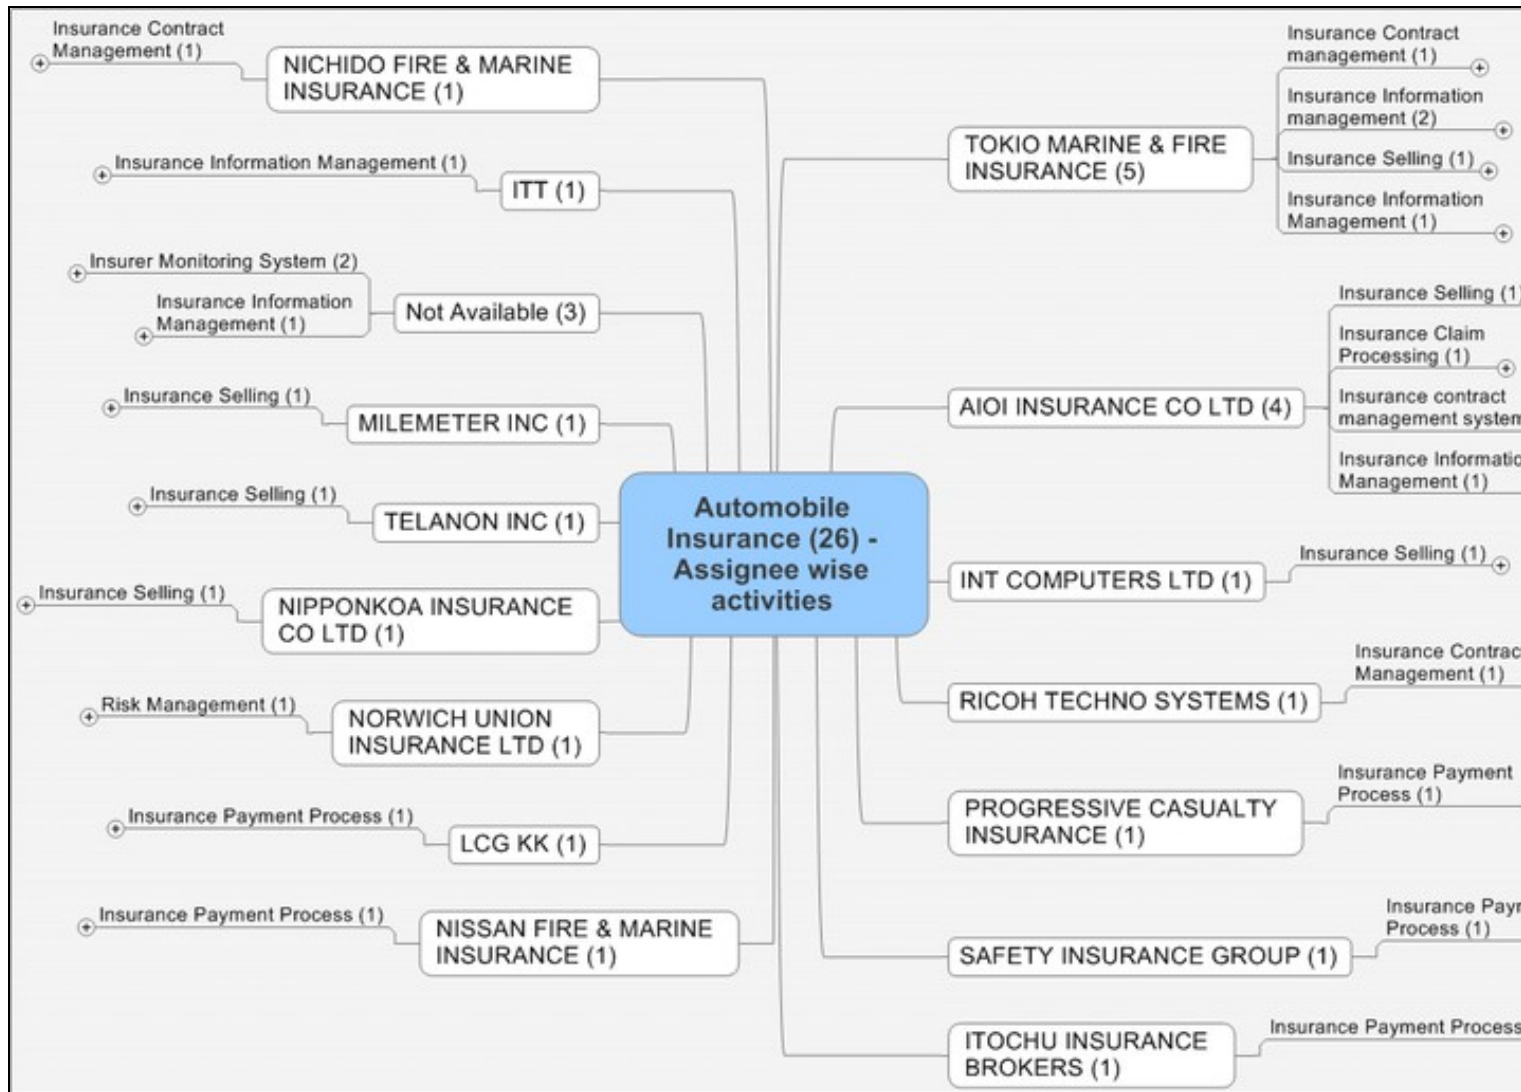 Insurance Contract
Management (1)
NICHIDO FIRE & MARINE
INSURANCE (1)
Insurance Information Management (1)
ITT (1)
Insurer Monitoring System (2)
Insurance Information
Management (1)
Not Available (3)
Insurance Selling (1)
MILEMETER INC (1)
Insurance Selling (1)
TELANON INC (1)
Insurance Selling (1)
NIPPONKOA INSURANCE
CO LTD (1)
Risk Management (1)
NORWICH UNION
INSURANCE LTD (1)
Insurance Payment Process (1)
LCG KK (1)
Insurance Payment Process (1)
NISSAN FIRE & MARINE
INSURANCE (1)
Automobile
Insurance (26) -
Assignee wise
activities
TOKIO MARINE & FIRE
INSURANCE (5)
Insurance Contract
management (1)
Insurance Information
management (2)
Insurance Selling (1)
Insurance Information
Management (1)
AIOI INSURANCE CO LTD (4)
Insurance Selling (1)
Insurance Claim
Processing (1)
Insurance contract
management system
Insurance Informatio
Management (1)
INT COMPUTERS LTD (1)
Insurance Selling (1)
RICOH TECHNO SYSTEMS (1)
Insurance Contrac
Management (1)
PROGRESSIVE CASUALTY
INSURANCE (1)
Insurance Payment
Process (1)
SAFETY INSURANCE GROUP (1)
Insurance Payr
Process (1)
ITOCHU INSURANCE
BROKERS (1)
Insurance Payment Process